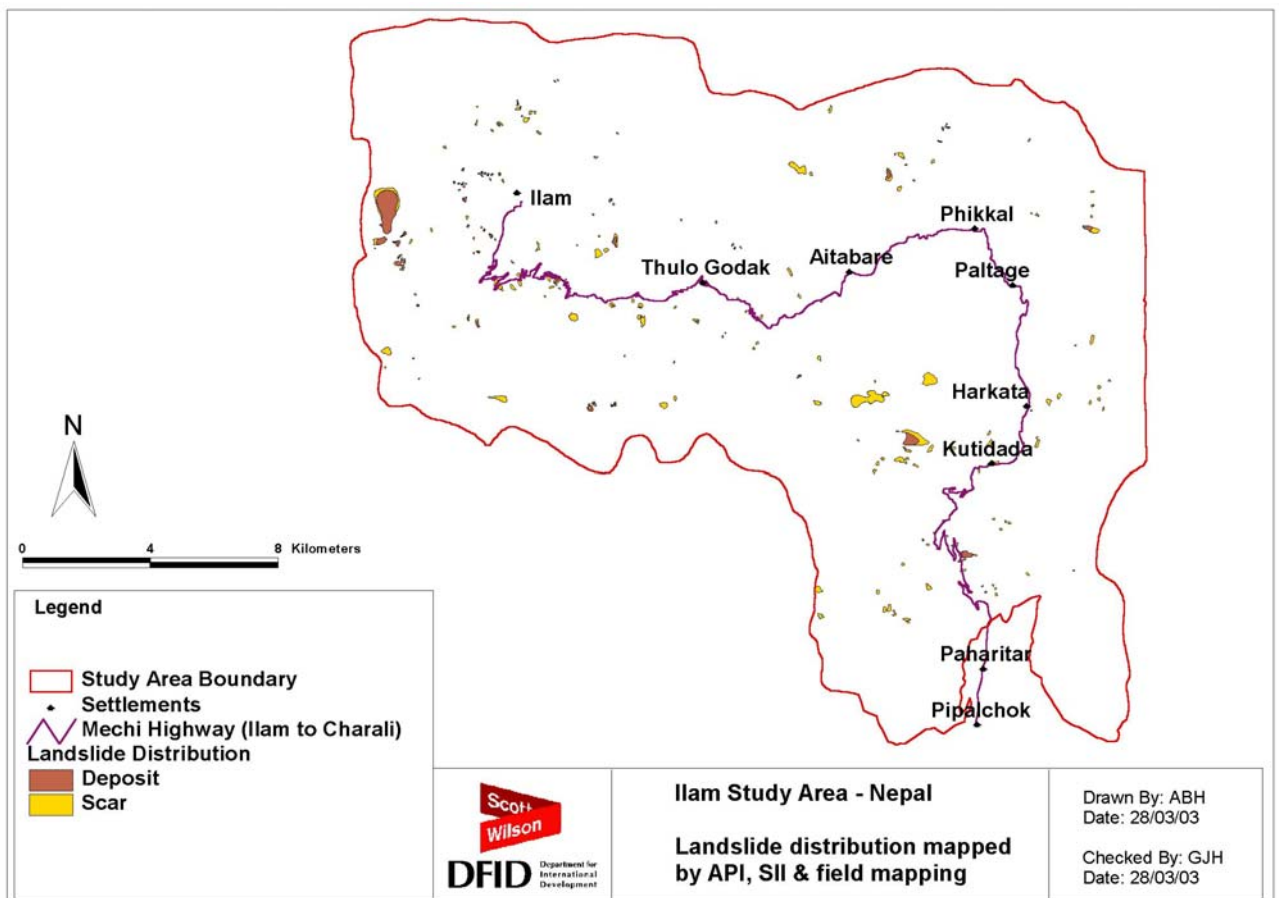 Ilam
Phikkal
Thulo Godak
Aitabare
Paltage
Harkata
Kutidada
Paharitar
Pipalchok
N
0 4 8 Kilometers
Legend
Study Area Boundary
Settlements
Mechi Highway (Ilam to Charali)
Landslide Distribution
Deposit
Scar
Scott
Wilson
DFID
Department for
International
Development
Ilam Study Area - Nepal
Landslide distribution mapped
by API, SII & field mapping
Drawn By: ABH
Date: 28/03/03
Checked By: GJH
Date: 28/03/03